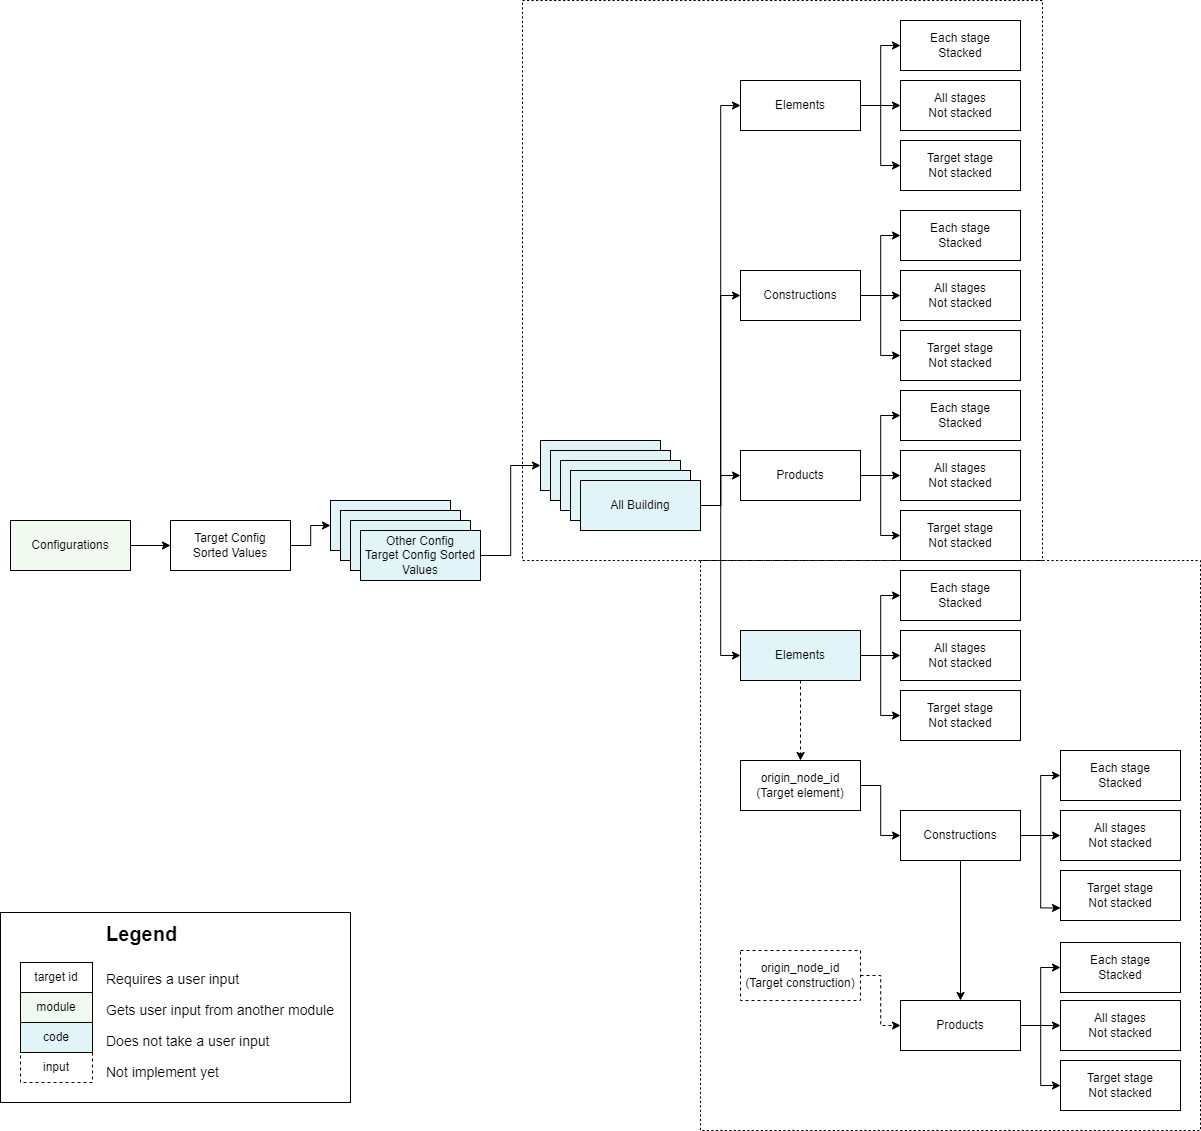 Each stage
Stacked
Elements
All stages
Not stacked
Target stage
Not stacked
Each stage
Stacked
Constructions
All stages
Not stacked
Target stage
Not stacked
Each stage
Stacked
Products
All stages
Not stacked
All Building
Target stage
Not stacked
Configurations
Target Config
Sorted Values
Other Config
Target Config Sorted
Values
Each stage
Stacked
Elements
All stages
Not stacked
Target stage
Not stacked
origin_node_id
(Target element)
Each stage
Stacked
Constructions
All stages
Not stacked
Target stage
Not stacked
origin_node_id
(Target construction)
Each stage
Stacked
Products
All stages
Not stacked
Target stage
Not stacked
Legend
target id
Requires a user input
module
Gets user input from another module
code
Does not take a user input
input
Not implement yet